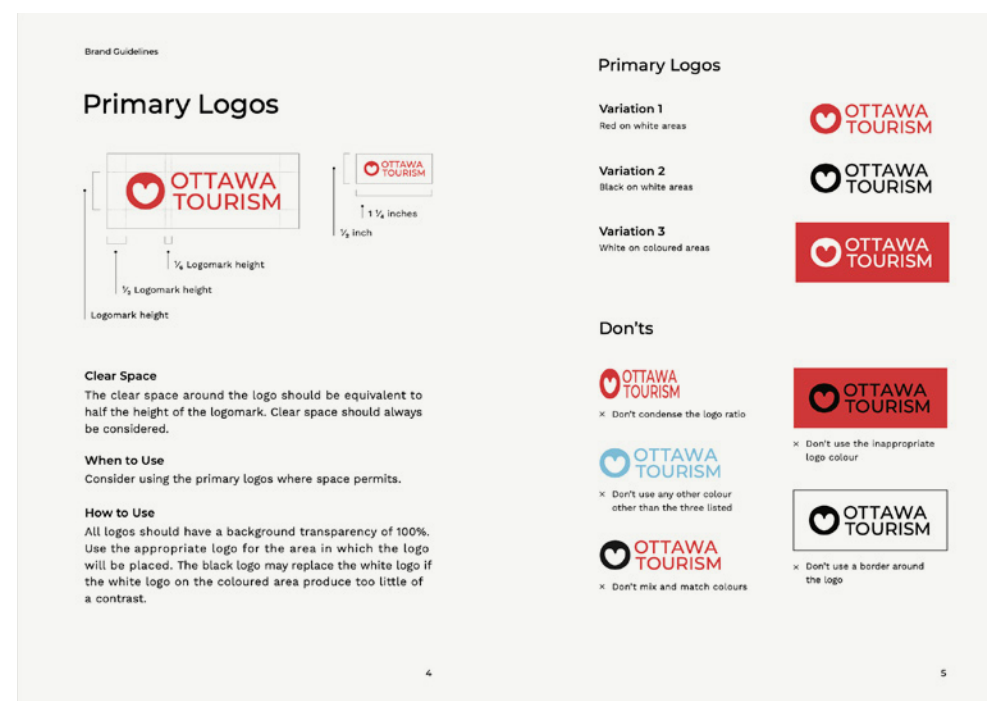 Brand Guidelines
Primary Logos
OTTAWA
TOURISM
OTTAWA
TOURISM
1 ¼ inches
½ inch
⅙ Logomark height
½ Logomark height
Logomark height
Clear Space
The clear space around the logo should be equivalent to
half the height of the logomark. Clear space should always
be considered.
When to Use
Consider using the primary logos where space permits.
How to Use
All logos should have a background transparency of 100%.
Use the appropriate logo for the area in which the logo
will be placed. The black logo may replace the white logo if
the white logo on the coloured area produce too little of
a contrast.
4
Primary Logos
Variation 1
Red on white areas
OTTAWA
TOURISM
Variation 2
Black on white areas
OTTAWA
TOURISM
Variation 3
White on coloured areas
OTTAWA
TOURISM
Don'ts
OTTAWA
TOURISM
× Don't condense the logo ratio
OTTAWA
TOURISM
× Don't use any other colour
other than the three listed
OTTAWA
TOURISM
× Don't mix and match colours
OTTAWA
TOURISM
× Don't use the inappropriate
logo colour
OTTAWA
TOURISM
× Don't use a border around
the logo
5